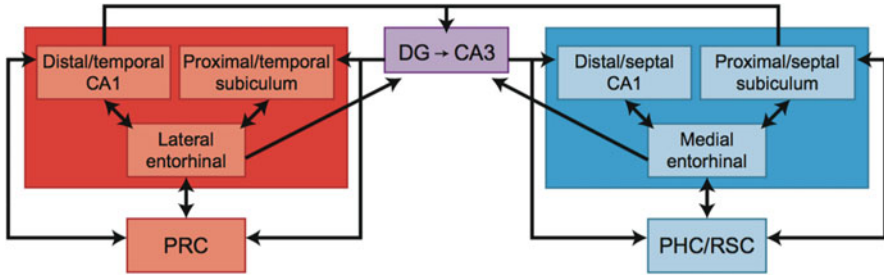 Distal/temporal
CA1
Proximal/temporal
subiculum
Lateral
entorhinal
PRC
DG → CA3
Distal/septal
CA1
Proximal/septal
subiculum
Medial
entorhinal
PHC/RSC